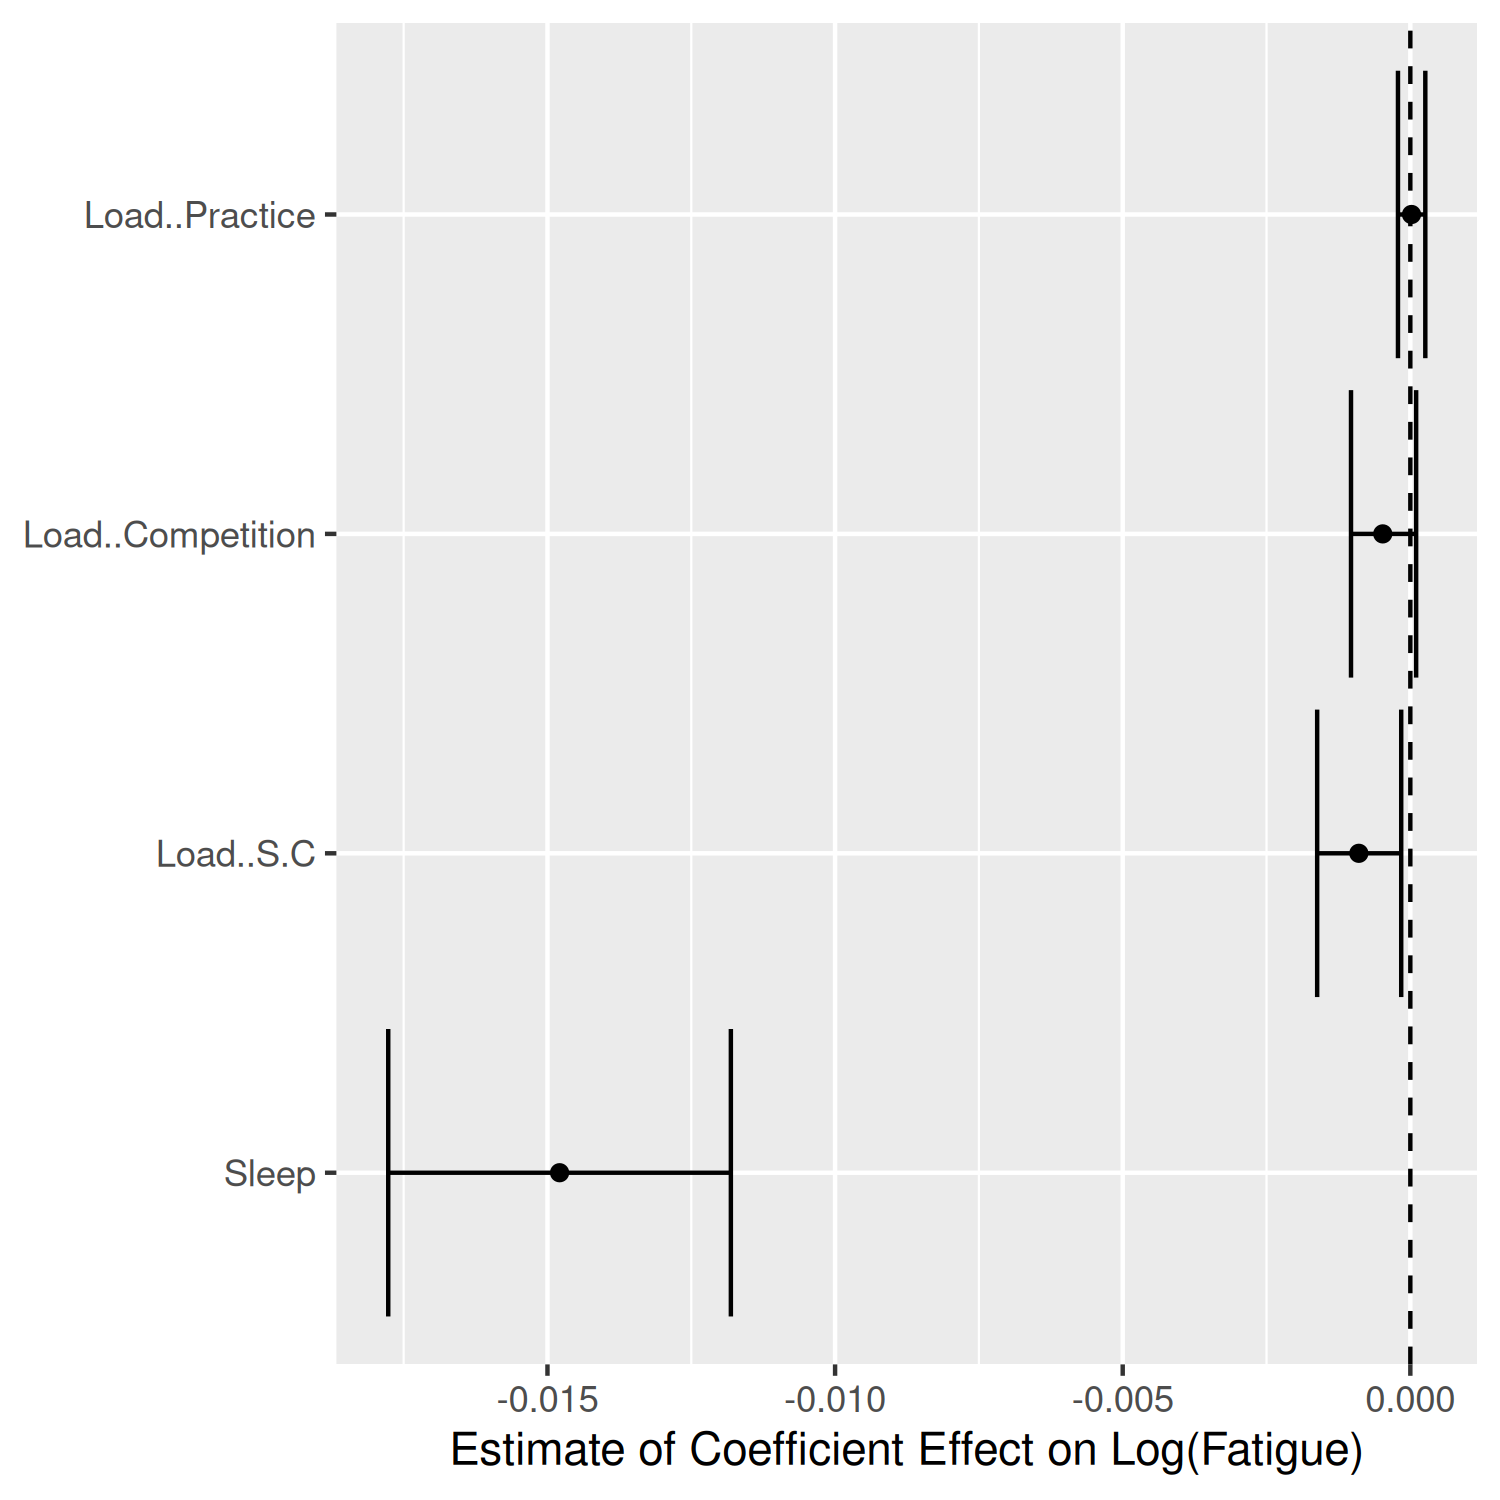 Load..Practice
Load..Competition
Load..S.C
Sleep
-0.015 -0.010 -0.005 0.000
Estimate of Coefficient Effect on Log(Fatigue)